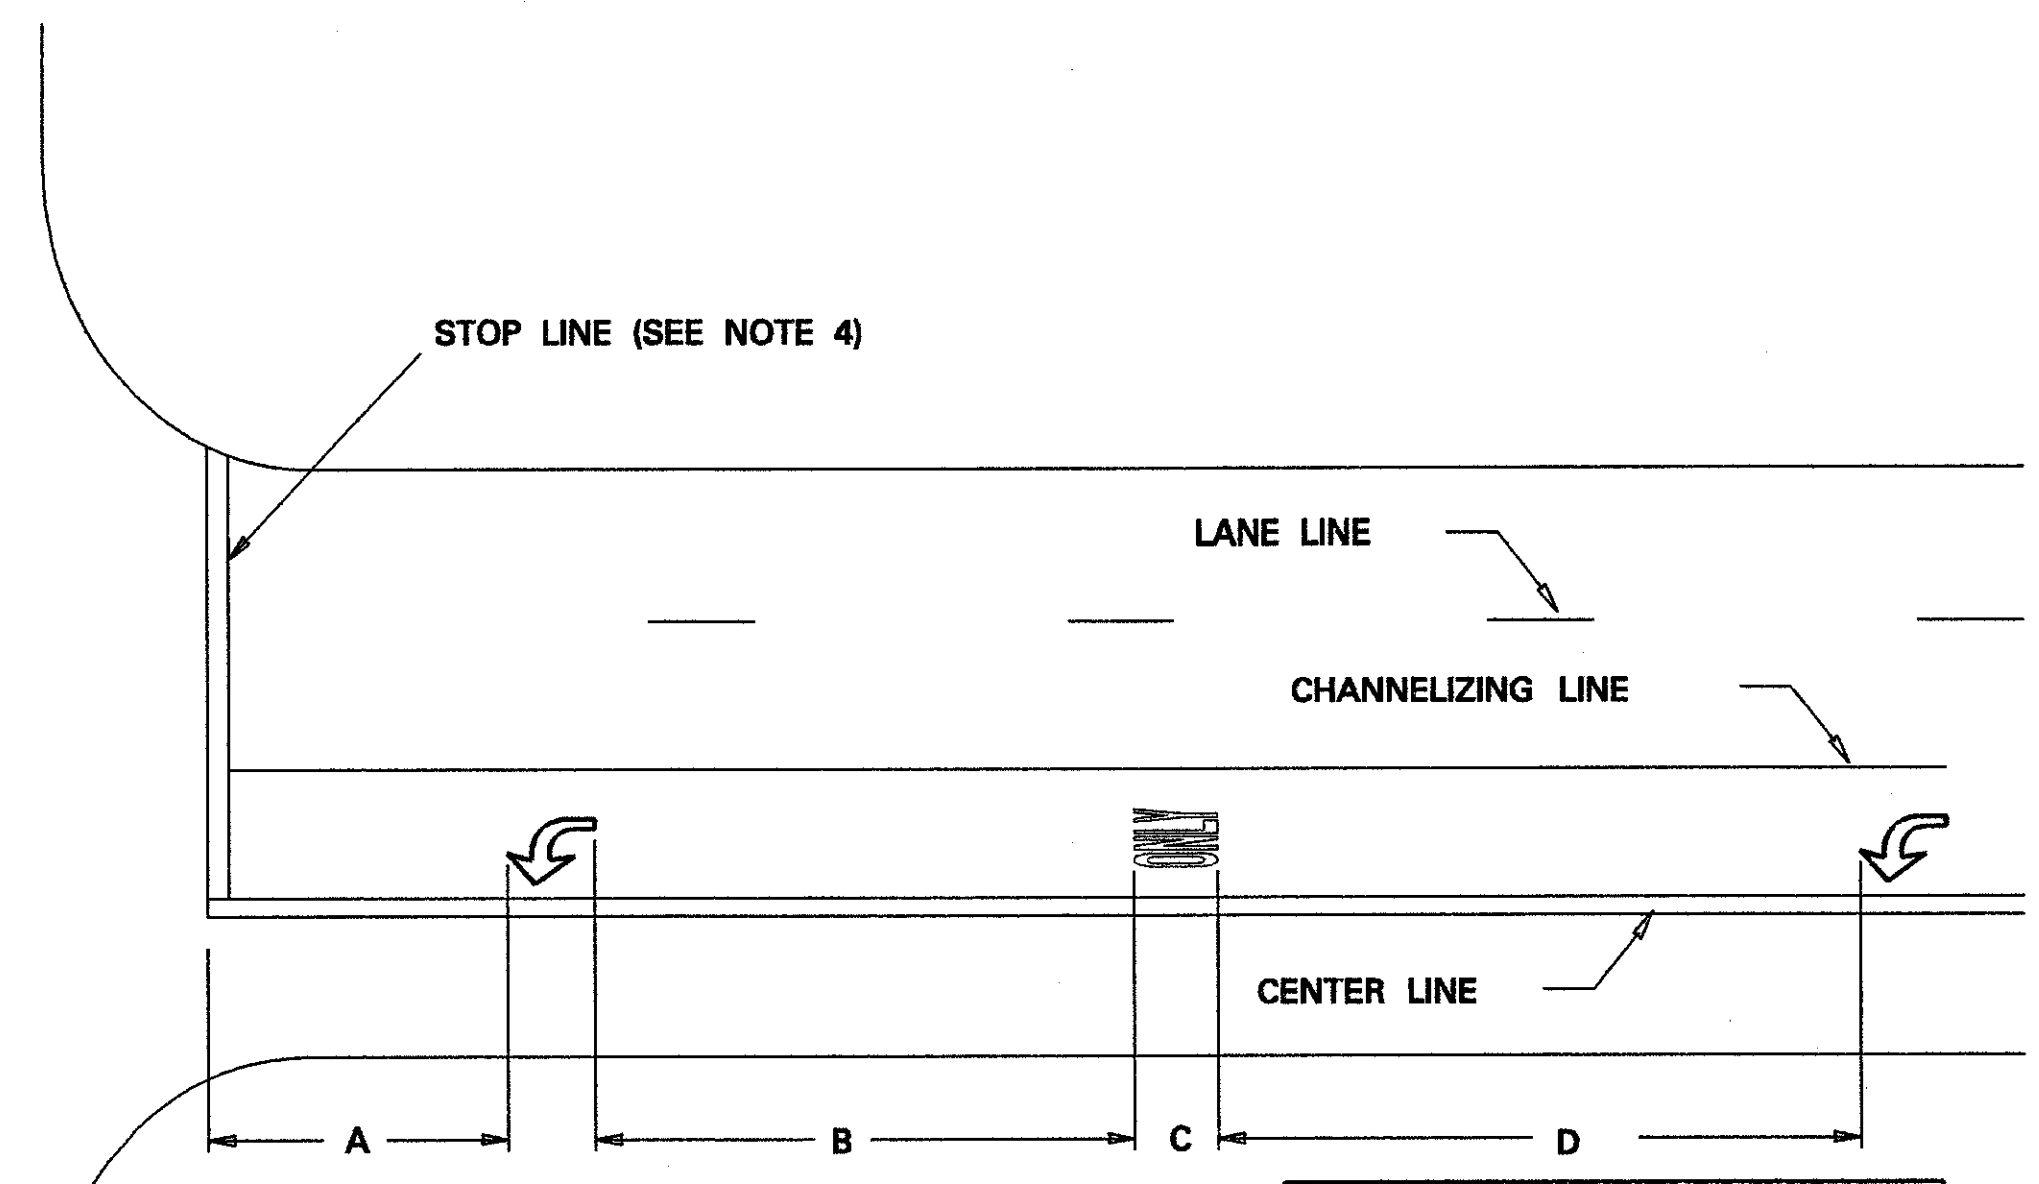 STOP LINE (SEE NOTE 4)
LANE LINE
CHANNELIZING LINE
ONLY
CENTER LINE
A B C D